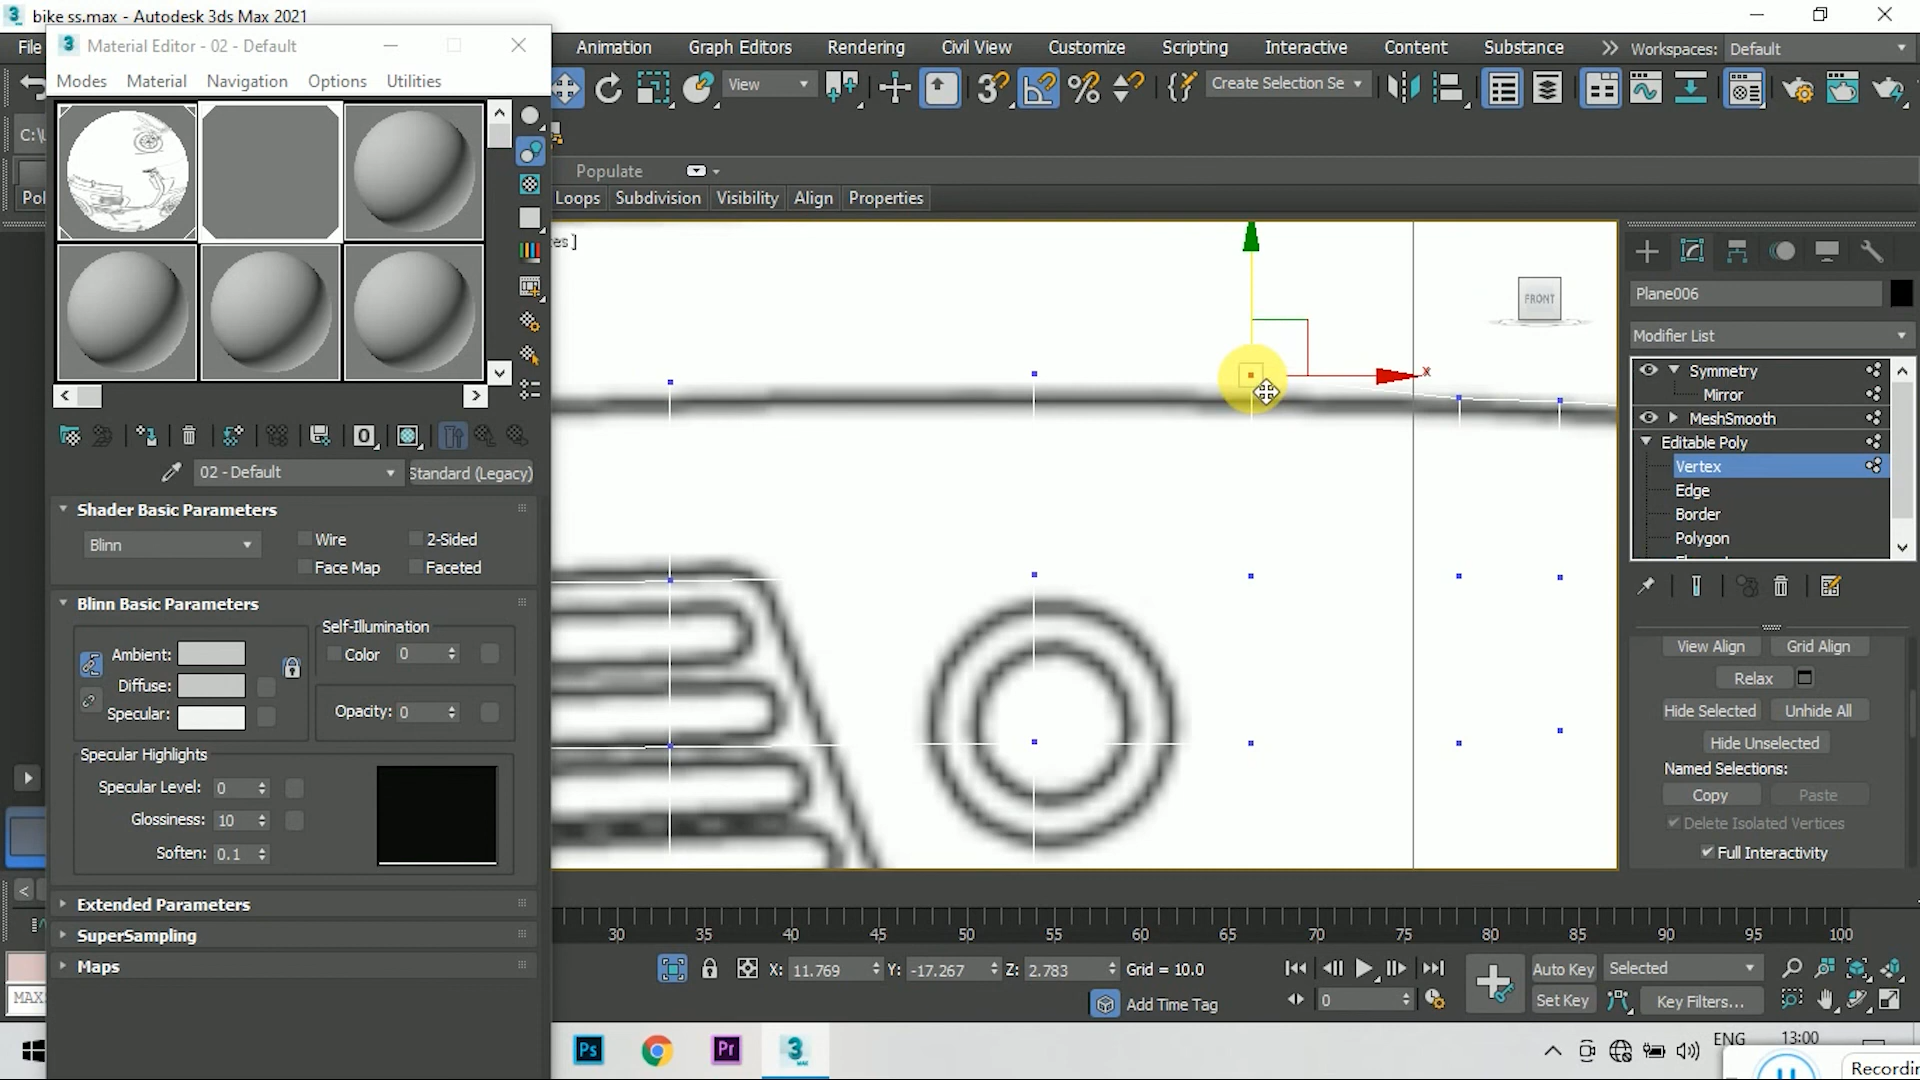 bike ss.max - Autodesk 3ds Max 2021
File
Animation
Graph Editors
Rendering
Civil View
Customize
Scripting
Interactive
Content
Substance
Workspaces: Default
Material Editor - 02 - Default
Modes
Material
Navigation
Options
Utilities
View
Create Selection Se
C:\
Populate
Loops
Subdivision
Visibility
Align
Properties
FRONT
x
Plane006
Modifier List
Symmetry
Mirror
MeshSmooth
Editable Poly
Vertex
Edge
Border
Polygon
02 - Default
Standard (Legacy)
Shader Basic Parameters
Blinn
Wire
2-Sided
Face Map
Faceted
Blinn Basic Parameters
Self-Illumination
Ambient:
Color 0
Diffuse:
Specular:
Opacity: 0
Specular Highlights
Specular Level: 0
Glossiness: 10
Soften: 0.1
Extended Parameters
SuperSampling
Maps
View Align
Grid Align
Relax
Hide Selected
Unhide All
Hide Unselected
Named Selections:
Copy
Paste
Delete Isolated Vertices
Full Interactivity
30 35 40 45 50 55 60 65 70 75 80 85 90 95 100
X: 11.769
Y: -17.267
Z: 2.783
Grid = 10.0
Add Time Tag
0
Auto Key
Selected
Set Key
Key Filters...
MAX
Ps
Pr
3
MAX
ENG
13:00